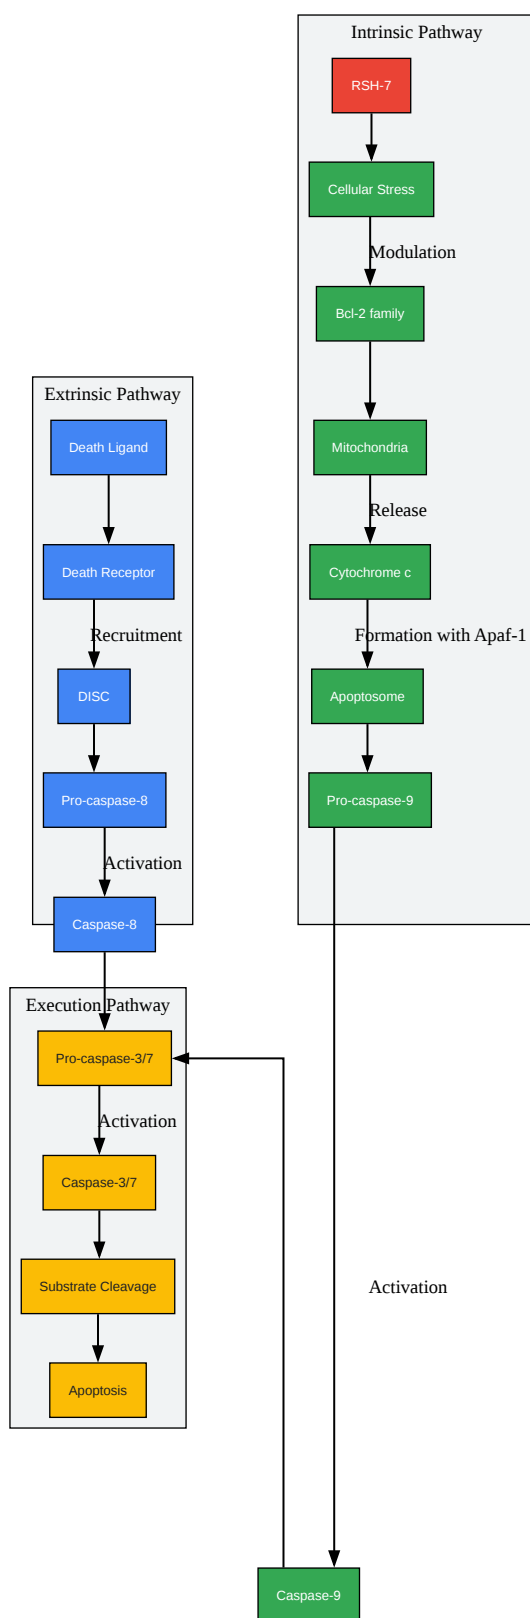 Intrinsic Pathway
RSH-7
Cellular Stress
Modulation
Bcl-2 family
Mitochondria
Release
Cytochrome c
Formation with Apaf-1
Apoptosome
Pro-caspase-9
Extrinsic Pathway
Death Ligand
Death Receptor
Recruitment
DISC
Pro-caspase-8
Activation
Caspase-8
Execution Pathway
Pro-caspase-3/7
Activation
Caspase-3/7
Substrate Cleavage
Apoptosis
Activation
Caspase-9